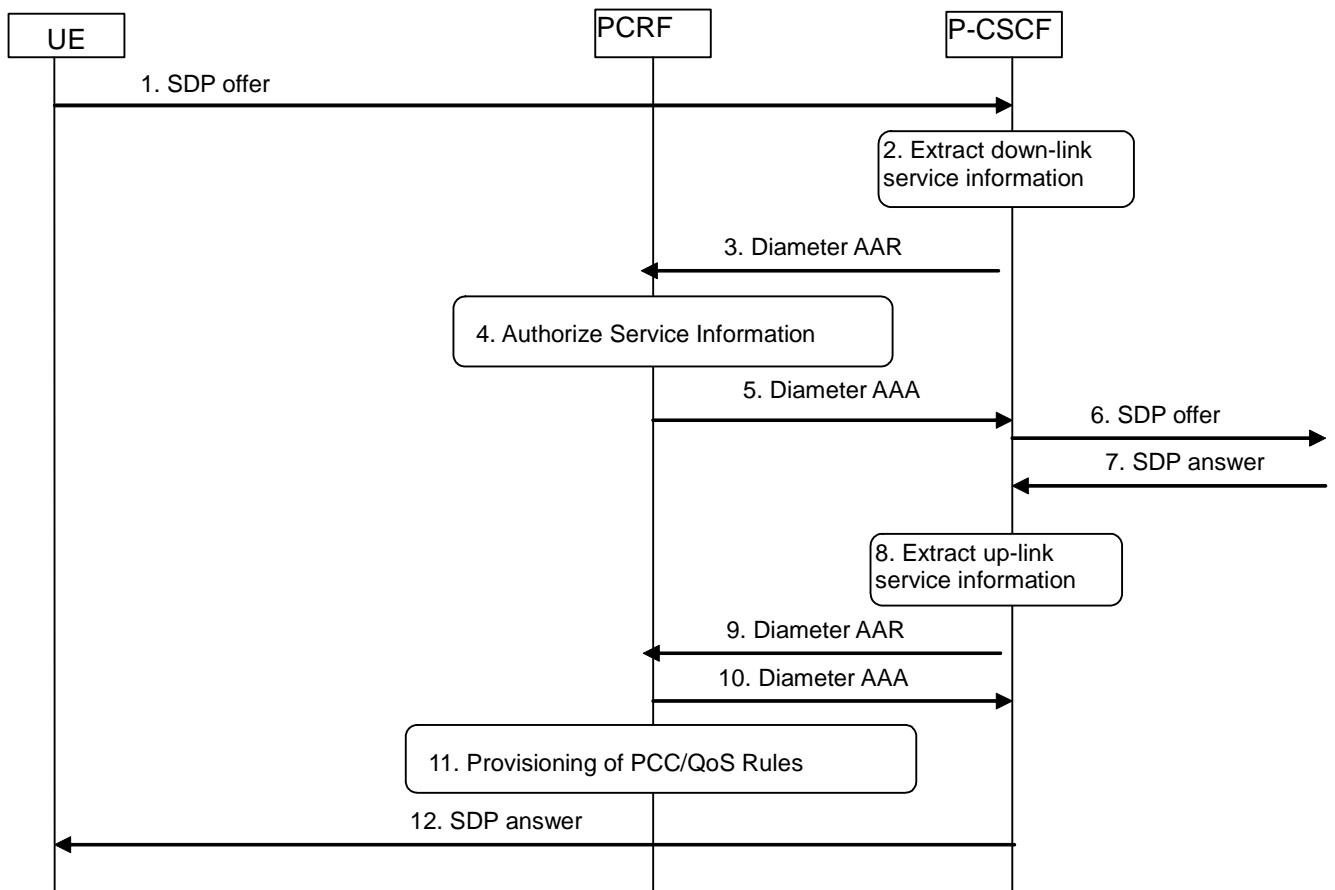 UE
PCRF
P-CSCF
1. SDP offer
2. Extract down-link
service information
3. Diameter AAR
4. Authorize Service Information
5. Diameter AAA
6. SDP offer
7. SDP answer
8. Extract up-link
service information
9. Diameter AAR
10. Diameter AAA
11. Provisioning of PCC/QoS Rules
12. SDP answer